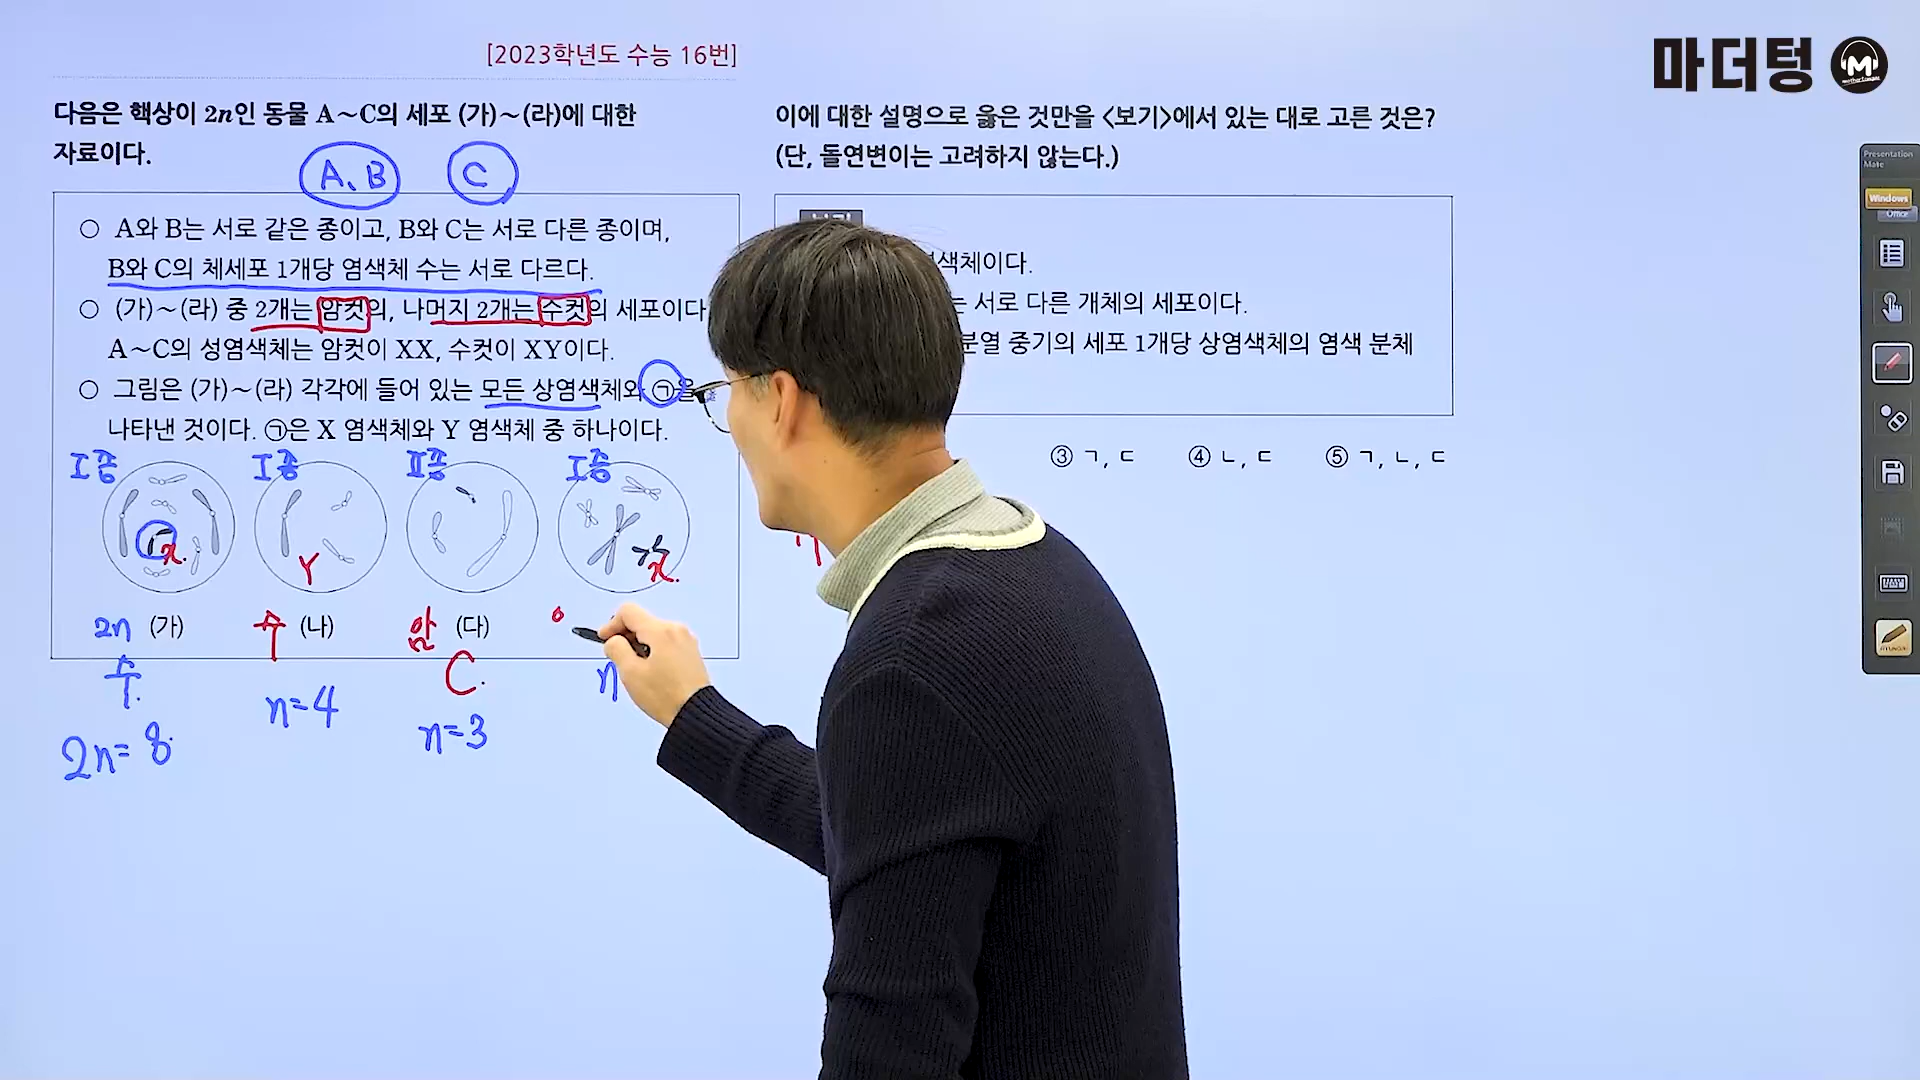 [2023학년도 수능 16번]
마더텅
다음은 핵상이 2n인 동물 A~C의 세포 (가)~(라)에 대한
자료이다.
A, B
C
○ A와 B는 서로 같은 종이고, B와 C는 서로 다른 종이며,
B와 C의 체세포 1개당 염색체 수는 서로 다르다.
○ (가)~(라) 중 2개는 암컷의, 나머지 2개는 수컷의 세포이다
A~C의 성염색체는 암컷이 XX, 수컷이 XY이다.
○ 그림은 (가)~(라) 각각에 들어 있는 모든 상염색체와 ㉠을
나타낸 것이다. ㉠은 X 염색체와 Y 염색체 중 하나이다.
I종 I종 II종 I종
x. Y x.
2n (가) 수 (나) 암 (다)
수. C. n
2n=8 n=4 n=3
이에 대한 설명으로 옳은 것만을 <보기>에서 있는 대로 고른 것은?
(단, 돌연변이는 고려하지 않는다.)
색체이다.
는 서로 다른 개체의 세포이다.
분열 중기의 세포 1개당 상염색체의 염색 분체
③ ㄱ, ㄷ ④ ㄴ, ㄷ ⑤ ㄱ, ㄴ, ㄷ
Presentation
Mate
Windows
Office